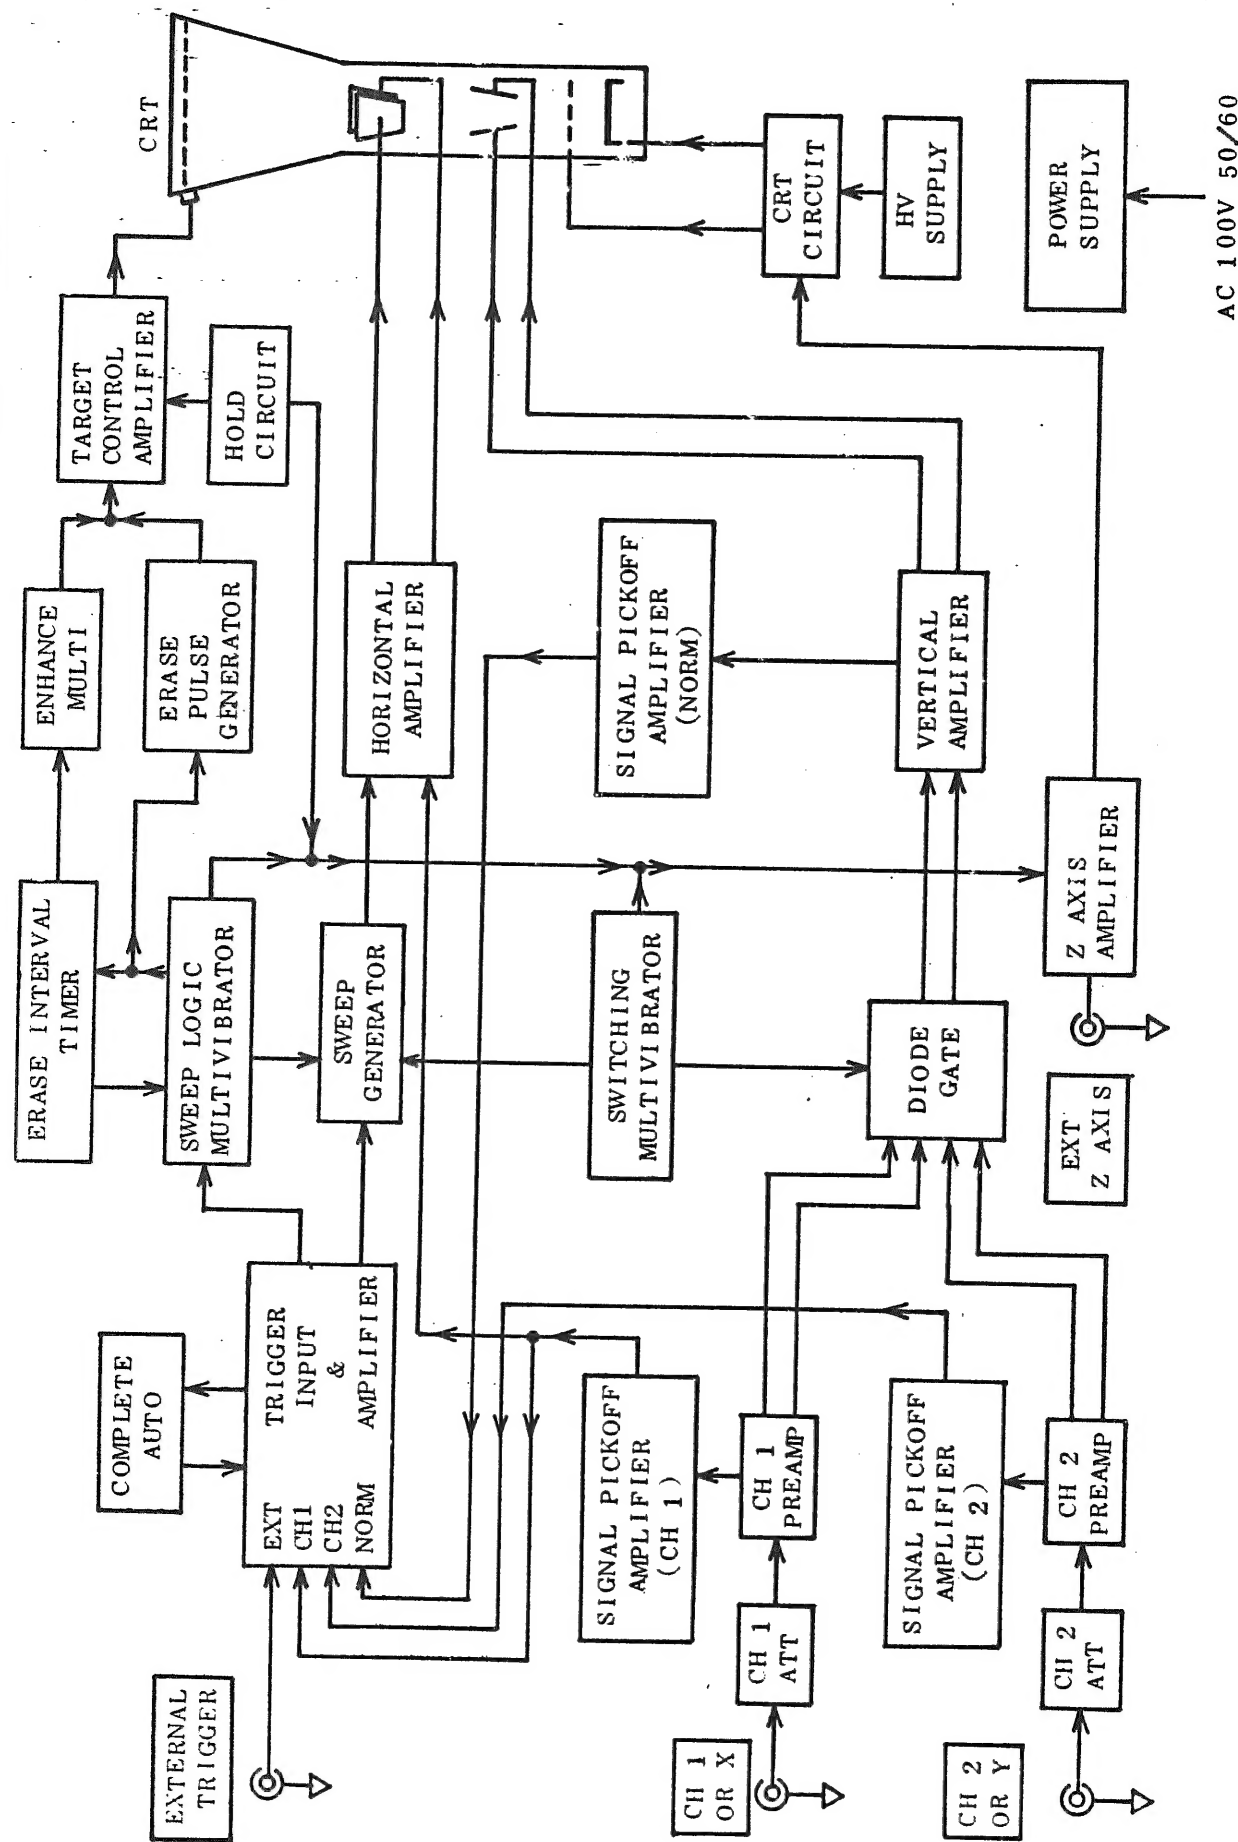 EXTERNAL
TRIGGER
COMPLETE
AUTO
EXT
CH1
CH2
NORM
TRIGGER
INPUT
&
AMPLIFIER
ERASE INTERVAL
TIMER
SWEEP LOGIC
MULTIVIBRATOR
SWEEP
GENERATOR
ENHANCE
MULTI
ERASE
PULSE
GENERATOR
HORIZONTAL
AMPLIFIER
TARGET
CONTROL
AMPLIFIER
HOLD
CIRCUIT
CRT
CH 1
OR X
CH 1
ATT
SIGNAL PICKOFF
AMPLIFIER
(CH 1)
CH 1
PREAMP
SWITCHING
MULTIVIBRATOR
SIGNAL PICKOFF
AMPLIFIER
(NORM)
CH 2
OR Y
CH 2
ATT
SIGNAL PICKOFF
AMPLIFIER
(CH 2)
CH 2
PREAMP
DIODE
GATE
VERTICAL
AMPLIFIER
EXT
Z AXIS
Z AXIS
AMPLIFIER
CRT
CIRCUIT
HV
SUPPLY
POWER
SUPPLY
AC 100V 50/60